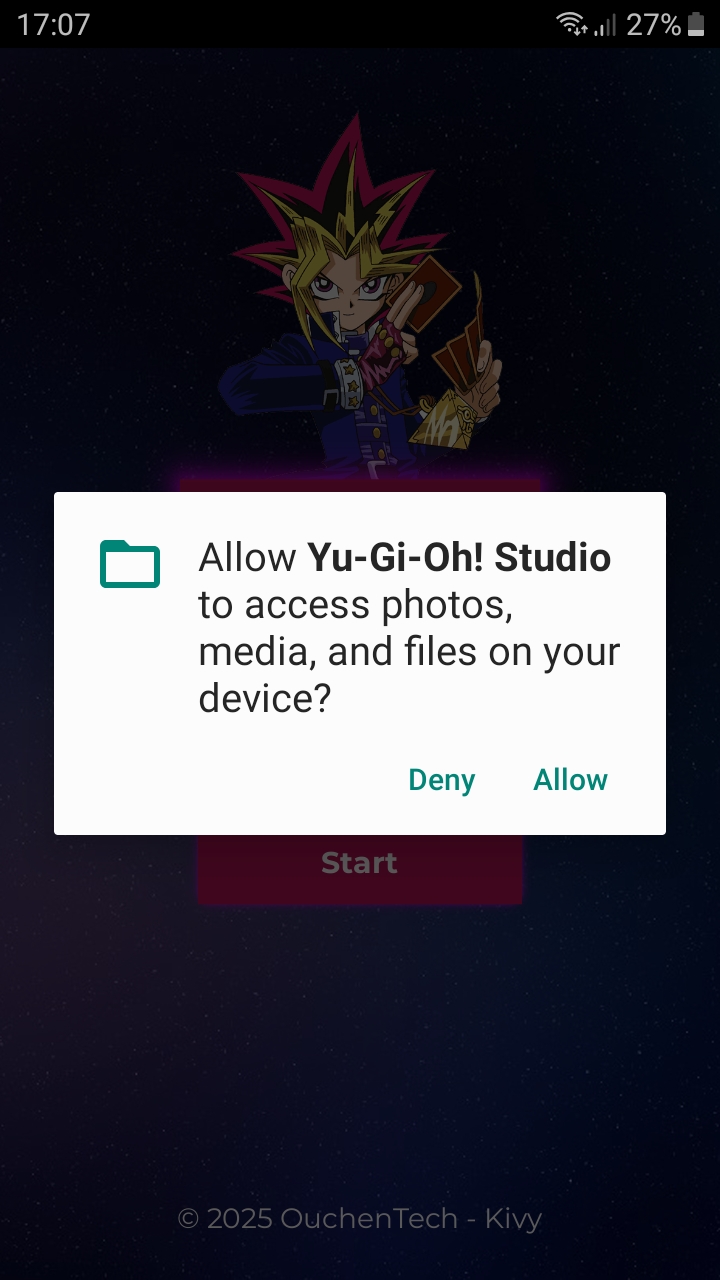 17:07
27%
Allow Yu-Gi-Oh! Studio
to access photos,
media, and files on your
device?
Deny Allow
Start
© 2025 OuchenTech - Kivy